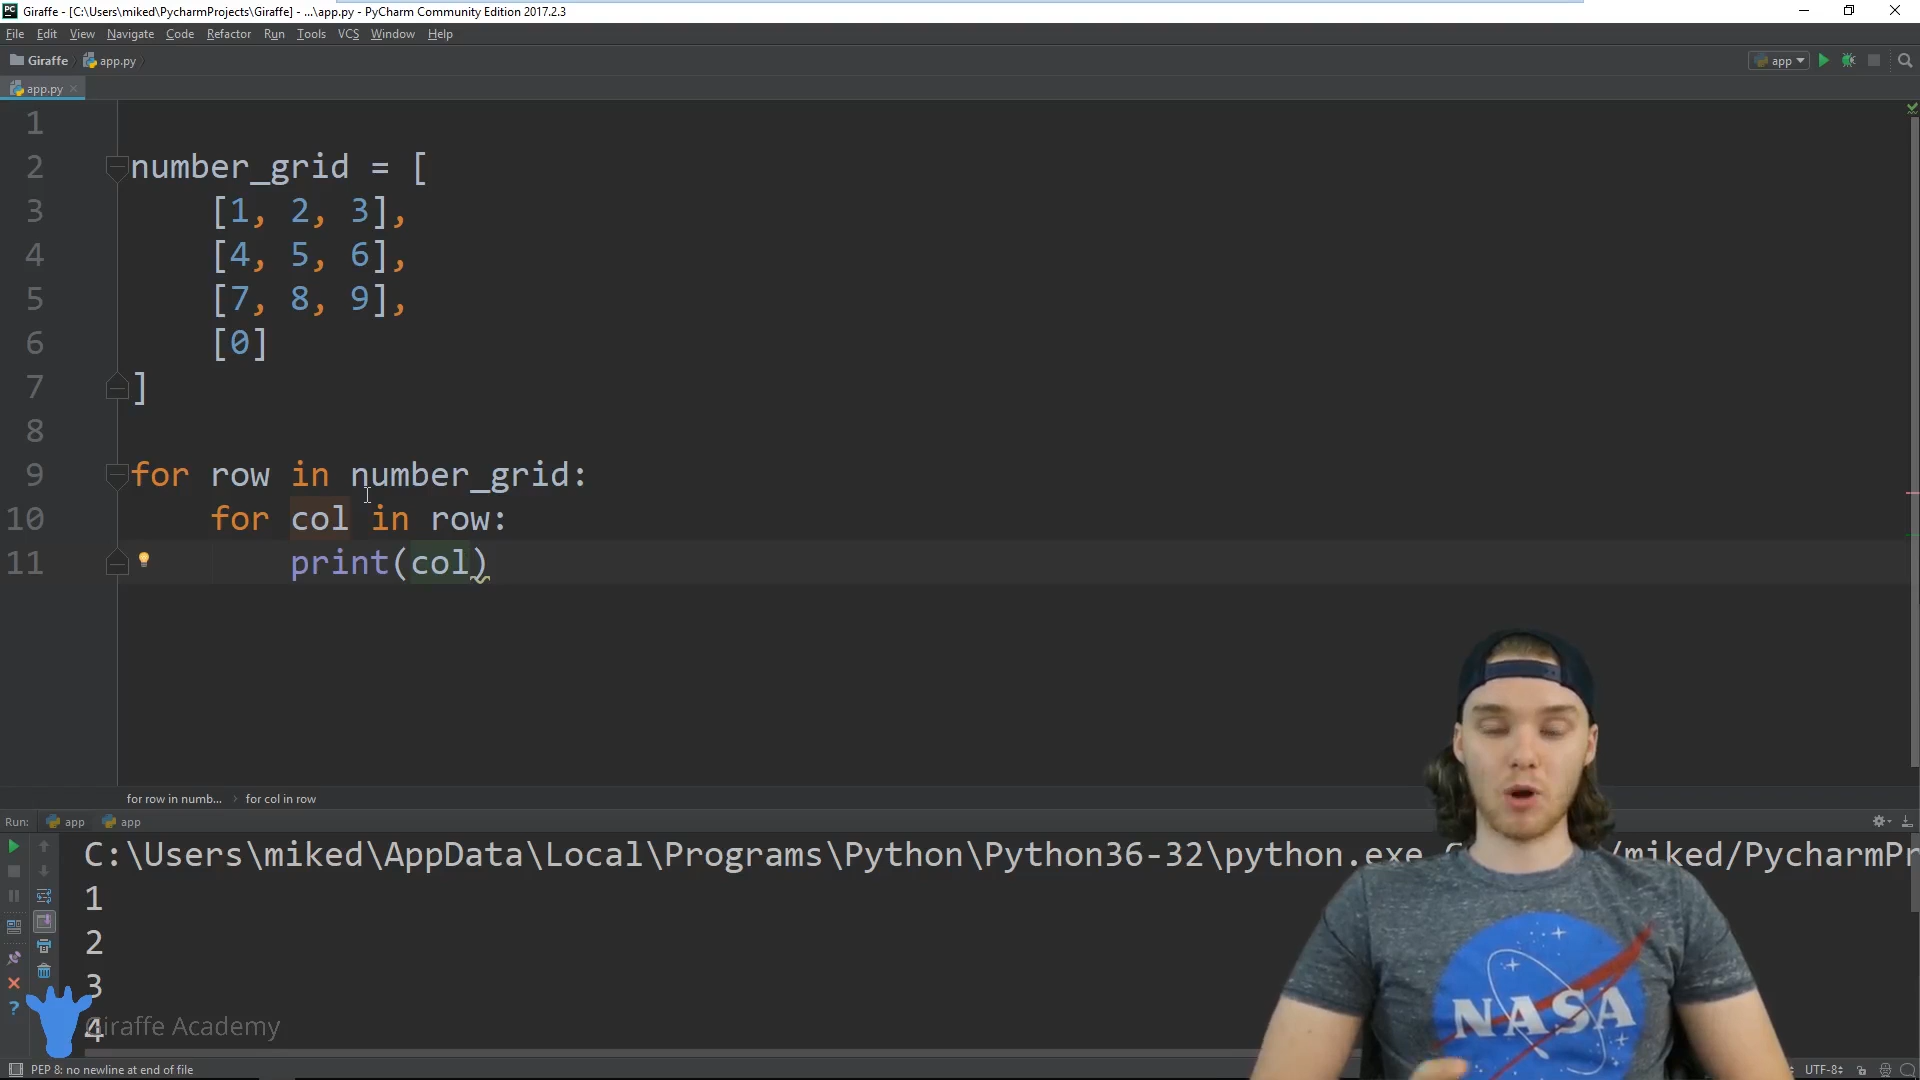 Giraffe - [C:\Users\miked\PycharmProjects\Giraffe] - ...\app.py - PyCharm Community Edition 2017.2.3
File Edit View Navigate Code Refactor Run Tools VCS Window Help
Giraffe app.py app
app.py
1
2 number_grid = [
3 [1, 2, 3],
4 [4, 5, 6],
5 [7, 8, 9],
6 [0]
7 ]
8
9 for row in number_grid:
10 for col in row:
11 print(col)
for row in numb... for col in row
Run: app app
C:\Users\miked\AppData\Local\Programs\Python\Python36-32\python.exe /miked/PycharmPr
1
2
3
4
Giraffe Academy
NASA
PEP 8: no newline at end of file UTF-8